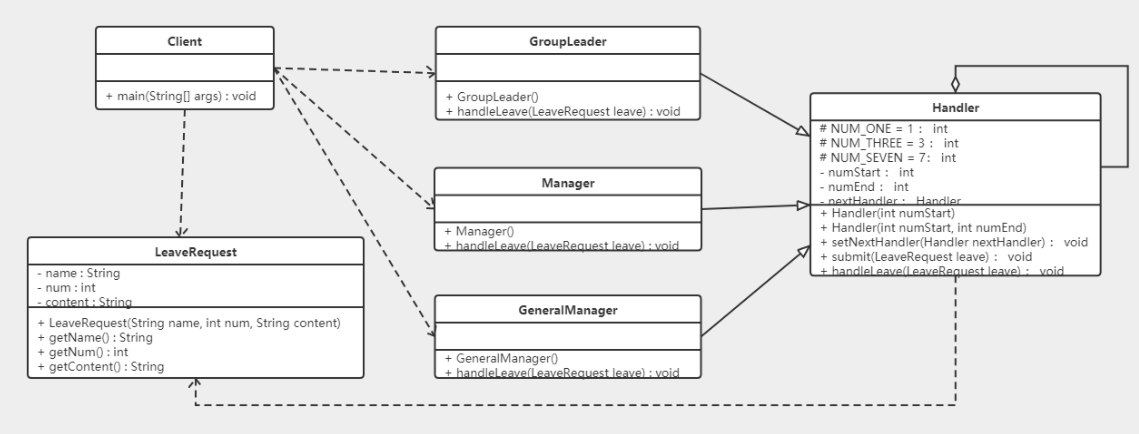 Client
+ main(String[] args) : void
GroupLeader
+ GroupLeader()
+ handleLeave(LeaveRequest leave) : void
Handler
# NUM_ONE = 1 : int
# NUM_THREE = 3 : int
# NUM_SEVEN = 7: int
- numStart : int
- numEnd : int
- nextHandler : Handler
+ Handler(int numStart)
+ Handler(int numStart, int numEnd)
+ setNextHandler(Handler nextHandler) : void
+ submit(LeaveRequest leave) : void
+ handleLeave(LeaveRequest leave) : void
Manager
+ Manager()
+ handleLeave(LeaveRequest leave) : void
LeaveRequest
- name : String
- num : int
- content : String
+ LeaveRequest(String name, int num, String content)
+ getName() : String
+ getNum() : int
+ getContent() : String
GeneralManager
+ GeneralManager()
+ handleLeave(LeaveRequest leave) : void